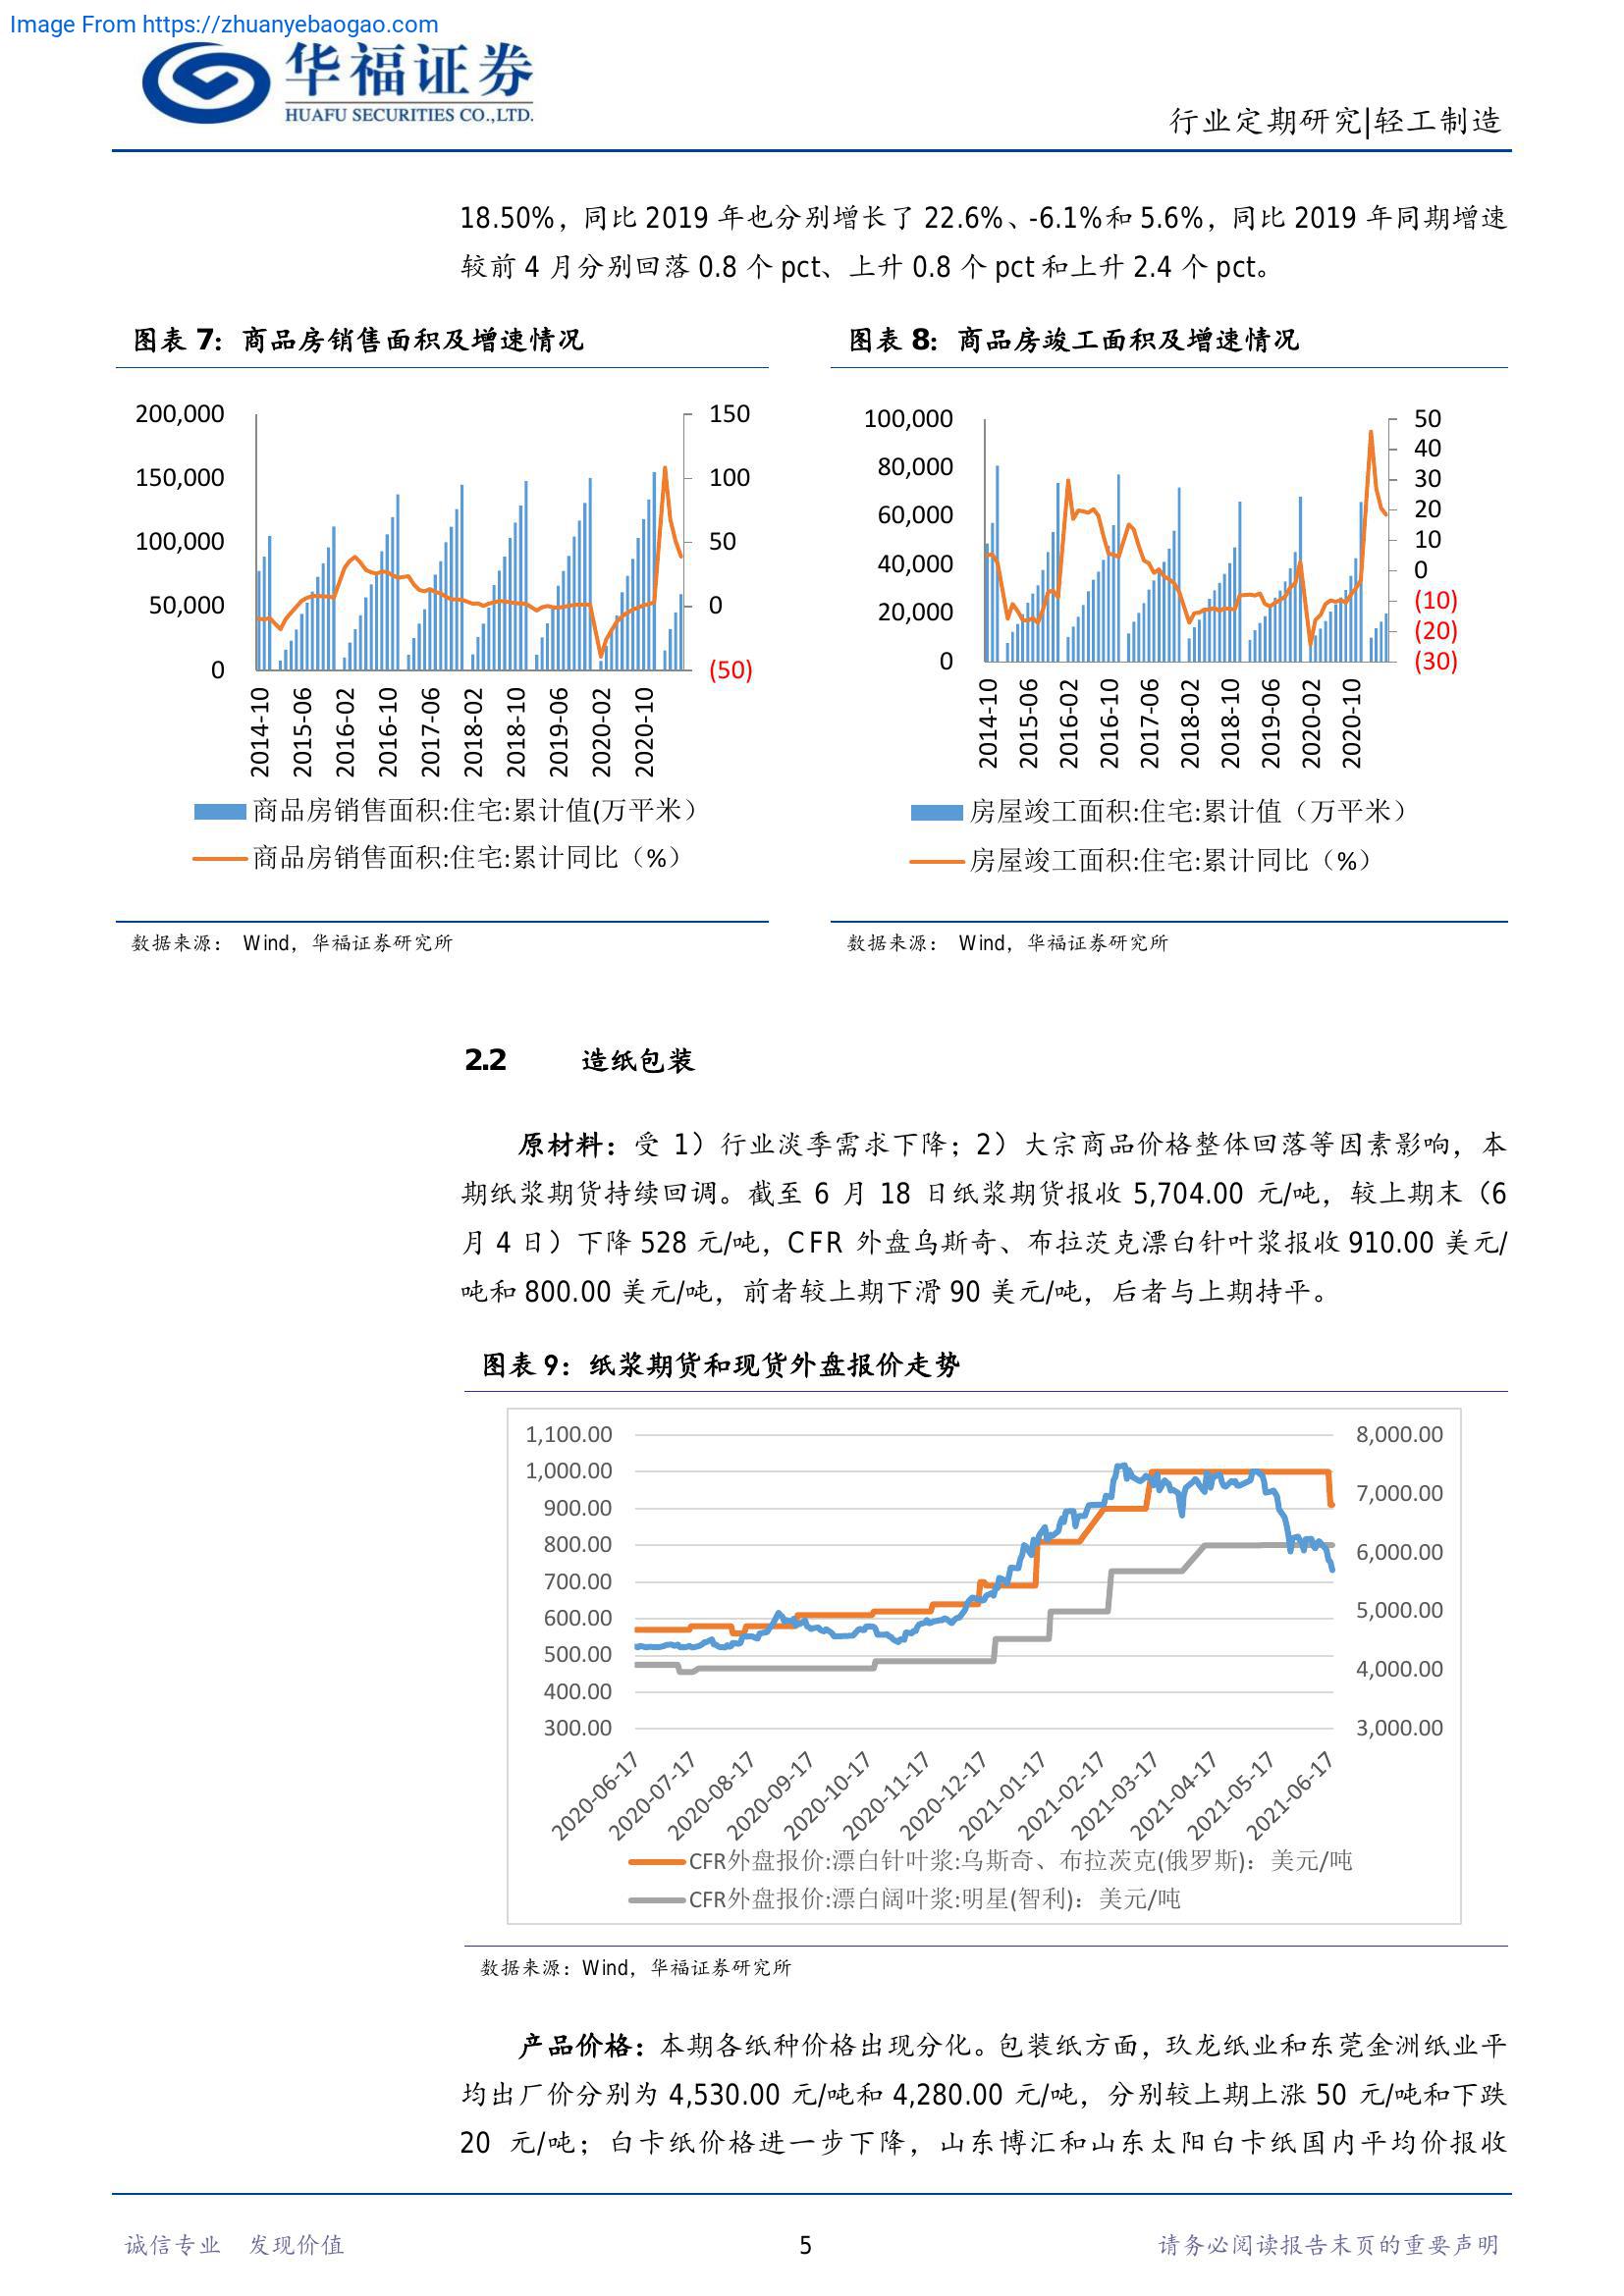 Image From https://zhuanyebaogao.com
华福证券
HUAFU SECURITIES CO.,LTD.
行业定期研究|轻工制造
18.50%，同比 2019 年也分别增长了 22.6%、-6.1%和 5.6%，同比 2019 年同期增速
较前 4 月分别回落 0.8 个 pct、上升 0.8 个 pct 和上升 2.4 个 pct。
图表 7：商品房销售面积及增速情况
200,000
150,000
100,000
50,000
0
150
100
50
0
(50)
2014-10
2015-06
2016-02
2016-10
2017-06
2018-02
2018-10
2019-06
2020-02
2020-10
商品房销售面积:住宅:累计值(万平米）
商品房销售面积:住宅:累计同比（%）
数据来源： Wind，华福证券研究所
图表 8：商品房竣工面积及增速情况
100,000
80,000
60,000
40,000
20,000
0
50
40
30
20
10
0
(10)
(20)
(30)
2014-10
2015-06
2016-02
2016-10
2017-06
2018-02
2018-10
2019-06
2020-02
2020-10
房屋竣工面积:住宅:累计值（万平米）
房屋竣工面积:住宅:累计同比（%）
数据来源： Wind，华福证券研究所
2.2 造纸包装
原材料：受 1）行业淡季需求下降；2）大宗商品价格整体回落等因素影响，本
期纸浆期货持续回调。截至 6 月 18 日纸浆期货报收 5,704.00 元/吨，较上期末（6
月 4 日）下降 528 元/吨，CFR 外盘乌斯奇、布拉茨克漂白针叶浆报收 910.00 美元/
吨和 800.00 美元/吨，前者较上期下滑 90 美元/吨，后者与上期持平。
图表 9：纸浆期货和现货外盘报价走势
1,100.00
1,000.00
900.00
800.00
700.00
600.00
500.00
400.00
300.00
8,000.00
7,000.00
6,000.00
5,000.00
4,000.00
3,000.00
2020-06-17
2020-07-17
2020-08-17
2020-09-17
2020-10-17
2020-11-17
2020-12-17
2021-01-17
2021-02-17
2021-03-17
2021-04-17
2021-05-17
2021-06-17
CFR外盘报价:漂白针叶浆:乌斯奇、布拉茨克(俄罗斯)：美元/吨
CFR外盘报价:漂白阔叶浆:明星(智利)：美元/吨
数据来源：Wind，华福证券研究所
产品价格：本期各纸种价格出现分化。包装纸方面，玖龙纸业和东莞金洲纸业平
均出厂价分别为 4,530.00 元/吨和 4,280.00 元/吨，分别较上期上涨 50 元/吨和下跌
20 元/吨；白卡纸价格进一步下降，山东博汇和山东太阳白卡纸国内平均价报收
诚信专业 发现价值
5
请务必阅读报告末页的重要声明